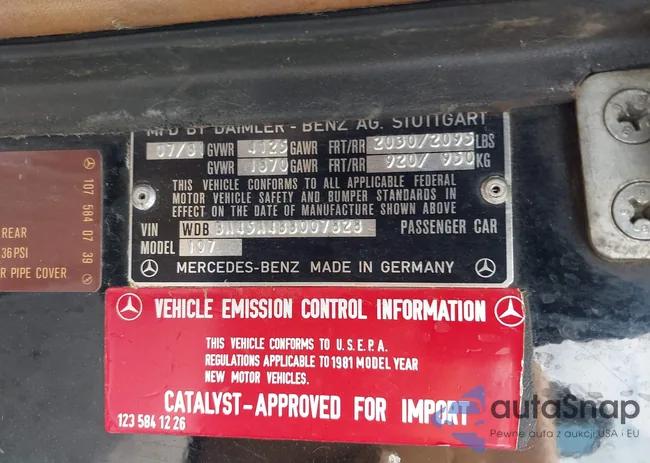 MFD BY DAIMLER - BENZ AG. STUTTGART
07/8 GVWR 4125 GAWR FRT/RR 2030/2095 LBS
GVWR 1870 GAWR FRT/RR 920/ 950 KG
THIS VEHICLE CONFORMS TO ALL APPLICABLE FEDERAL
MOTOR VEHICLE SAFETY AND BUMPER STANDARDS IN
EFFECT ON THE DATE OF MANUFACTURE SHOWN ABOVE
VIN WDB PASSENGER CAR
MODEL 107
MERCEDES-BENZ MADE IN GERMANY
107 584 07 39
REAR
36 PSI
R PIPE COVER
VEHICLE EMISSION CONTROL INFORMATION
THIS VEHICLE CONFORMS TO U.S.E.P.A.
REGULATIONS APPLICABLE TO 1981 MODEL YEAR
NEW MOTOR VEHICLES.
CATALYST-APPROVED FOR IMPORT
123 584 12 26
autoSnap
Pewne auta z aukcji USA i EU